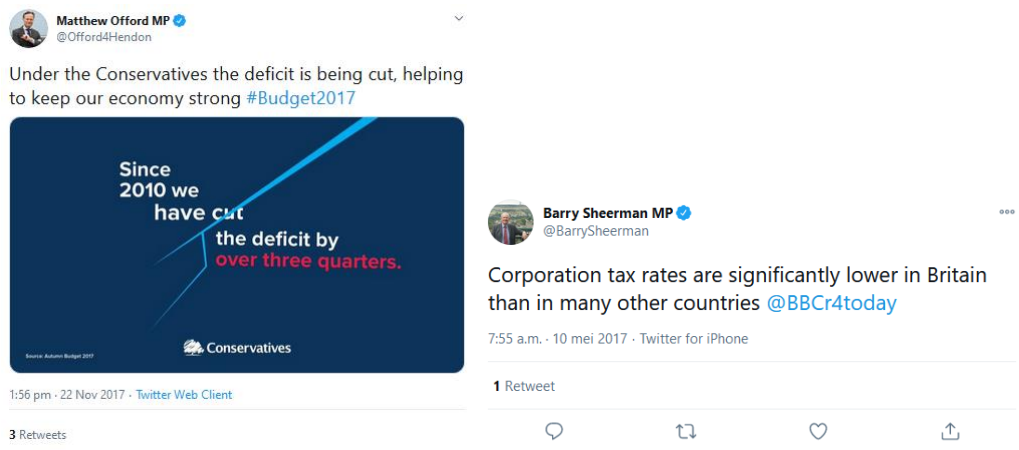 Matthew Offord MP
@Offord4Hendon
Under the Conservatives the deficit is being cut, helping
to keep our economy strong #Budget2017
Since
2010 we
have cut
the deficit by
over three quarters.
Conservatives
Source: Autumn Budget 2017
1:56 pm · 22 Nov 2017 · Twitter Web Client
3 Retweets
Barry Sheerman MP
@BarrySheerman
Corporation tax rates are significantly lower in Britain
than in many other countries @BBCr4today
7:55 a.m. · 10 mei 2017 · Twitter for iPhone
1 Retweet